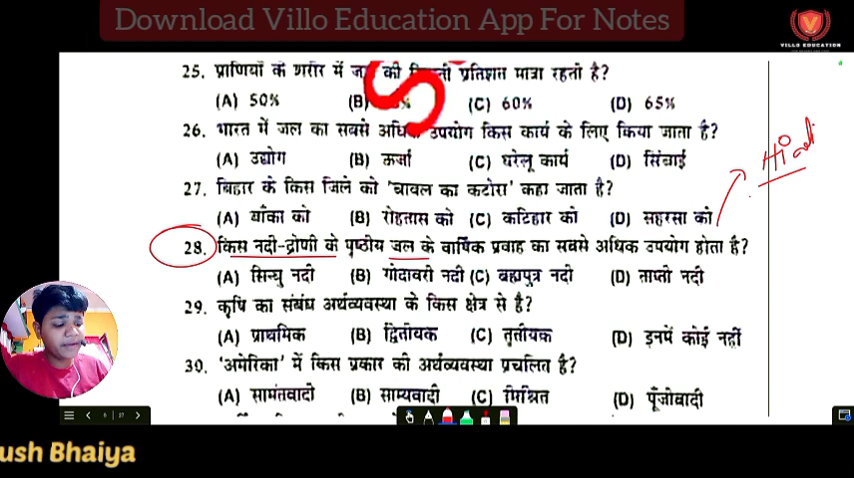 Download Villo Education App For Notes
VILLO EDUCATION
25. प्राणियों के शरीर में की प्रतिशत मात्रा रहती है?
(A) 50% (B) (C) 60% (D) 65%
26. भारत में जल का सबसे अधिक उपयोग किस कार्य के लिए किया जाता है?
(A) उद्योग (B) ऊर्जा (C) घरेलू कार्य (D) सिंचाई
27. बिहार के किस जिले को 'चावल का कटोरा' कहा जाता है?
(A) बाँका को (B) रोहतास को (C) कटिहार को (D) सहरसा को
Hindi
28. किस नदी-द्रोणी के पृष्ठीय जल के वार्षिक प्रवाह का सबसे अधिक उपयोग होता है?
(A) सिन्धु नदी (B) गोदावरी नदी (C) ब्रह्मपुत्र नदी (D) ताप्ती नदी
29. कृषि का संबंध अर्थव्यवस्था के किस क्षेत्र से है?
(A) प्राथमिक (B) द्वितीयक (C) तृतीयक (D) इनमें कोई नहीं
30. 'अमेरिका' में किस प्रकार की अर्थव्यवस्था प्रचलित है?
(A) सामंतवादी (B) साम्यवादी (C) मिश्रित (D) पूँजीवादी
6 / 37
ush Bhaiya